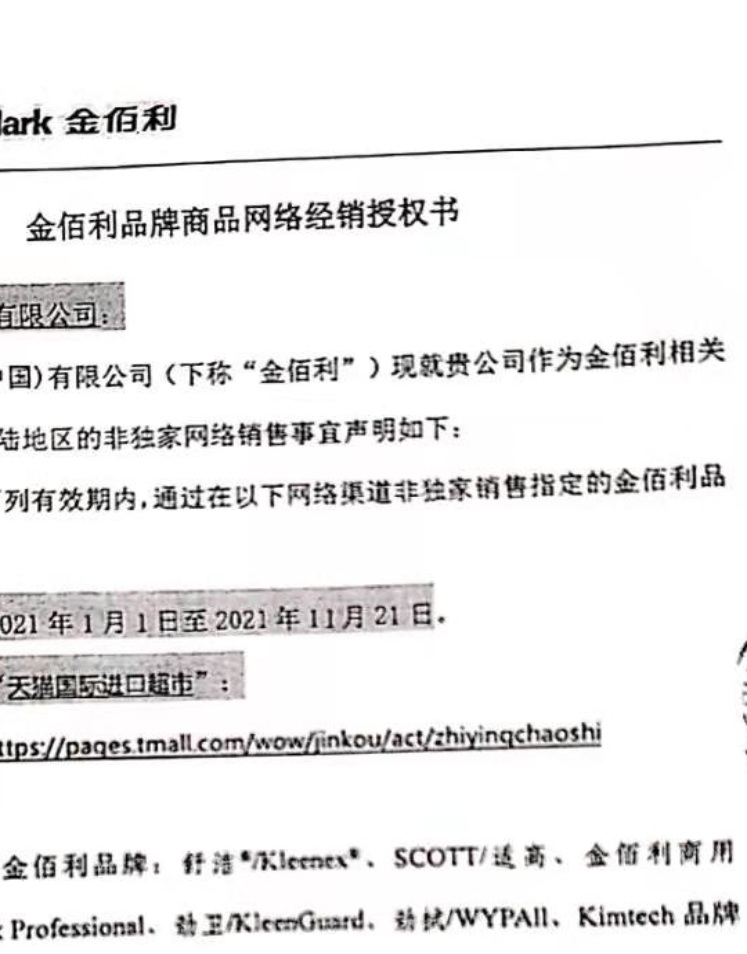 lark 金佰利
金佰利品牌商品网络经销授权书
有限公司：
中国)有限公司（下称“金佰利”）现就贵公司作为金佰利相关
陆地区的非独家网络销售事宜声明如下：
列有效期内,通过在以下网络渠道非独家销售指定的金佰利品
021 年 1 月 1 日至 2021 年 11 月 21 日。
“天猫国际进口超市”：
ttps://pages.tmall.com/wow/jinkou/act/zhiyingchaoshi
金佰利品牌：舒洁®/Kleenex®、SCOTT/适高、金佰利商用
Professional、劲卫/KleenGuard、劲拭/WYPAll、Kimtech 品牌